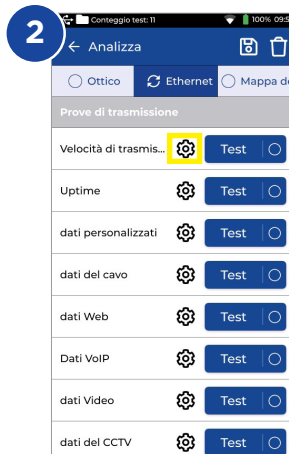 2
Conteggio test: 11 100% 09:5
Analizza
Ottico Ethernet Mappa de
Prove di trasmissione
Velocità di trasmis... Test
Uptime Test
dati personalizzati Test
dati del cavo Test
dati Web Test
Dati VoIP Test
dati Video Test
dati del CCTV Test